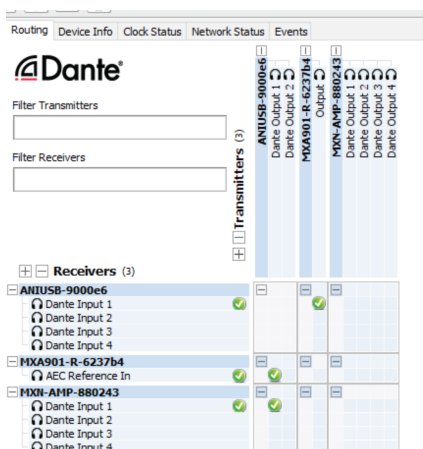 Routing Device Info Clock Status Network Status Events
Dante®
Filter Transmitters
Filter Receivers
Transmitters (3)
ANIUSB-9000e6
Dante Output 1
Dante Output 2
MXA901-R-6237b4
Output
MXN-AMP-880243
Dante Output 1
Dante Output 2
Dante Output 3
Dante Output 4
Receivers (3)
ANIUSB-9000e6
Dante Input 1
Dante Input 2
Dante Input 3
Dante Input 4
MXA901-R-6237b4
AEC Reference In
MXN-AMP-880243
Dante Input 1
Dante Input 2
Dante Input 3
Dante Input 4